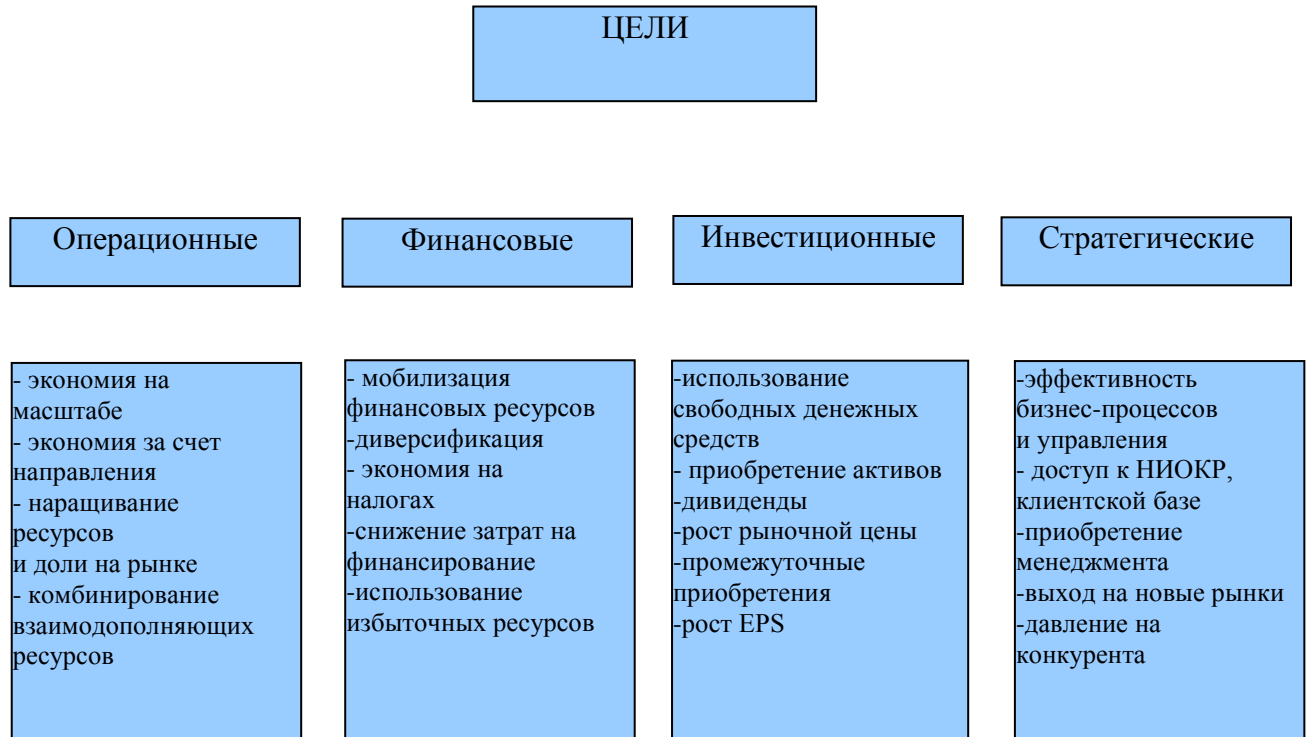 ЦЕЛИ
Операционные
Финансовые
Инвестиционные
Стратегические
- экономия на
масштабе
- экономия за счет
направления
- наращивание
ресурсов
и доли на рынке
- комбинирование
взаимодополняющих
ресурсов
- мобилизация
финансовых ресурсов
-диверсификация
- экономия на
налогах
-снижение затрат на
финансирование
-использование
избыточных ресурсов
-использование
свободных денежных
средств
- приобретение активов
-дивиденды
-рост рыночной цены
-промежуточные
приобретения
-рост EPS
-эффективность
бизнес-процессов
и управления
- доступ к НИОКР,
клиентской базе
-приобретение
менеджмента
-выход на новые рынки
-давление на
конкурента